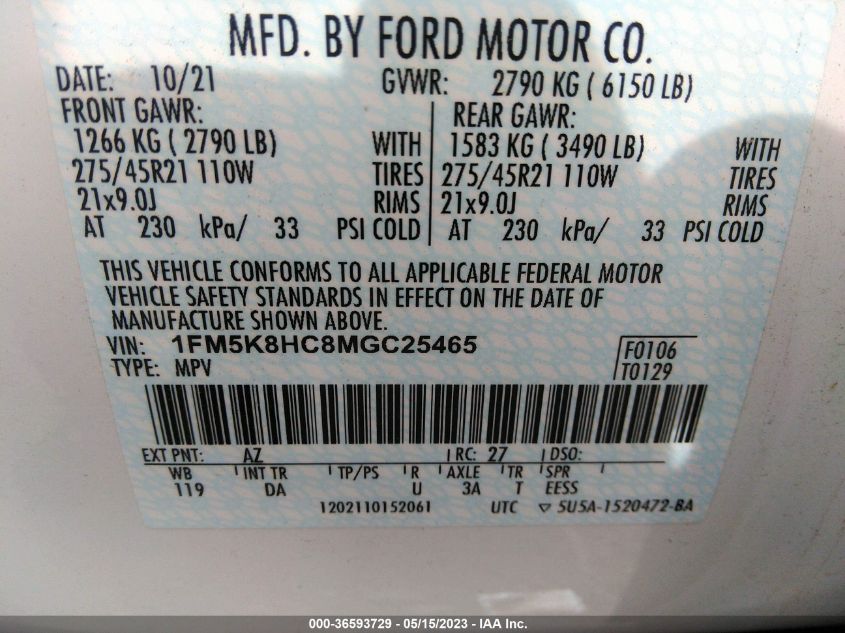 MFD. BY FORD MOTOR CO.
DATE: 10/21 GVWR: 2790 KG ( 6150 LB)
FRONT GAWR: REAR GAWR:
1266 KG ( 2790 LB) WITH 1583 KG ( 3490 LB) WITH
275/45R21 110W TIRES 275/45R21 110W TIRES
21x9.0J RIMS 21x9.0J RIMS
AT 230 kPa/ 33 PSI COLD AT 230 kPa/ 33 PSI COLD
THIS VEHICLE CONFORMS TO ALL APPLICABLE FEDERAL MOTOR
VEHICLE SAFETY STANDARDS IN EFFECT ON THE DATE OF
MANUFACTURE SHOWN ABOVE.
VIN: 1FM5K8HC8MGC25465 F0106
TYPE: MPV T0129
EXT PNT: AZ RC: 27 DSO:
WB INT TR TP/PS R AXLE TR SPR
119 DA U 3A T EESS
1202110152061 UTC ▽ 5U5A-1520472-BA
000-36593729 - 05/15/2023 - IAA Inc.